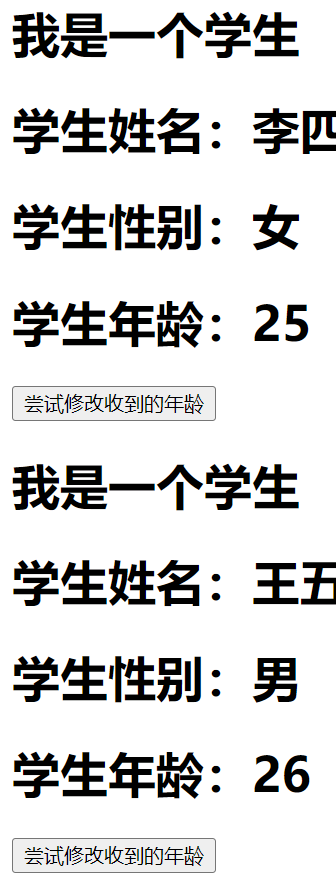 我是一个学生
学生姓名：李四
学生性别：女
学生年龄：25
尝试修改收到的年龄
我是一个学生
学生姓名：王五
学生性别：男
学生年龄：26
尝试修改收到的年龄